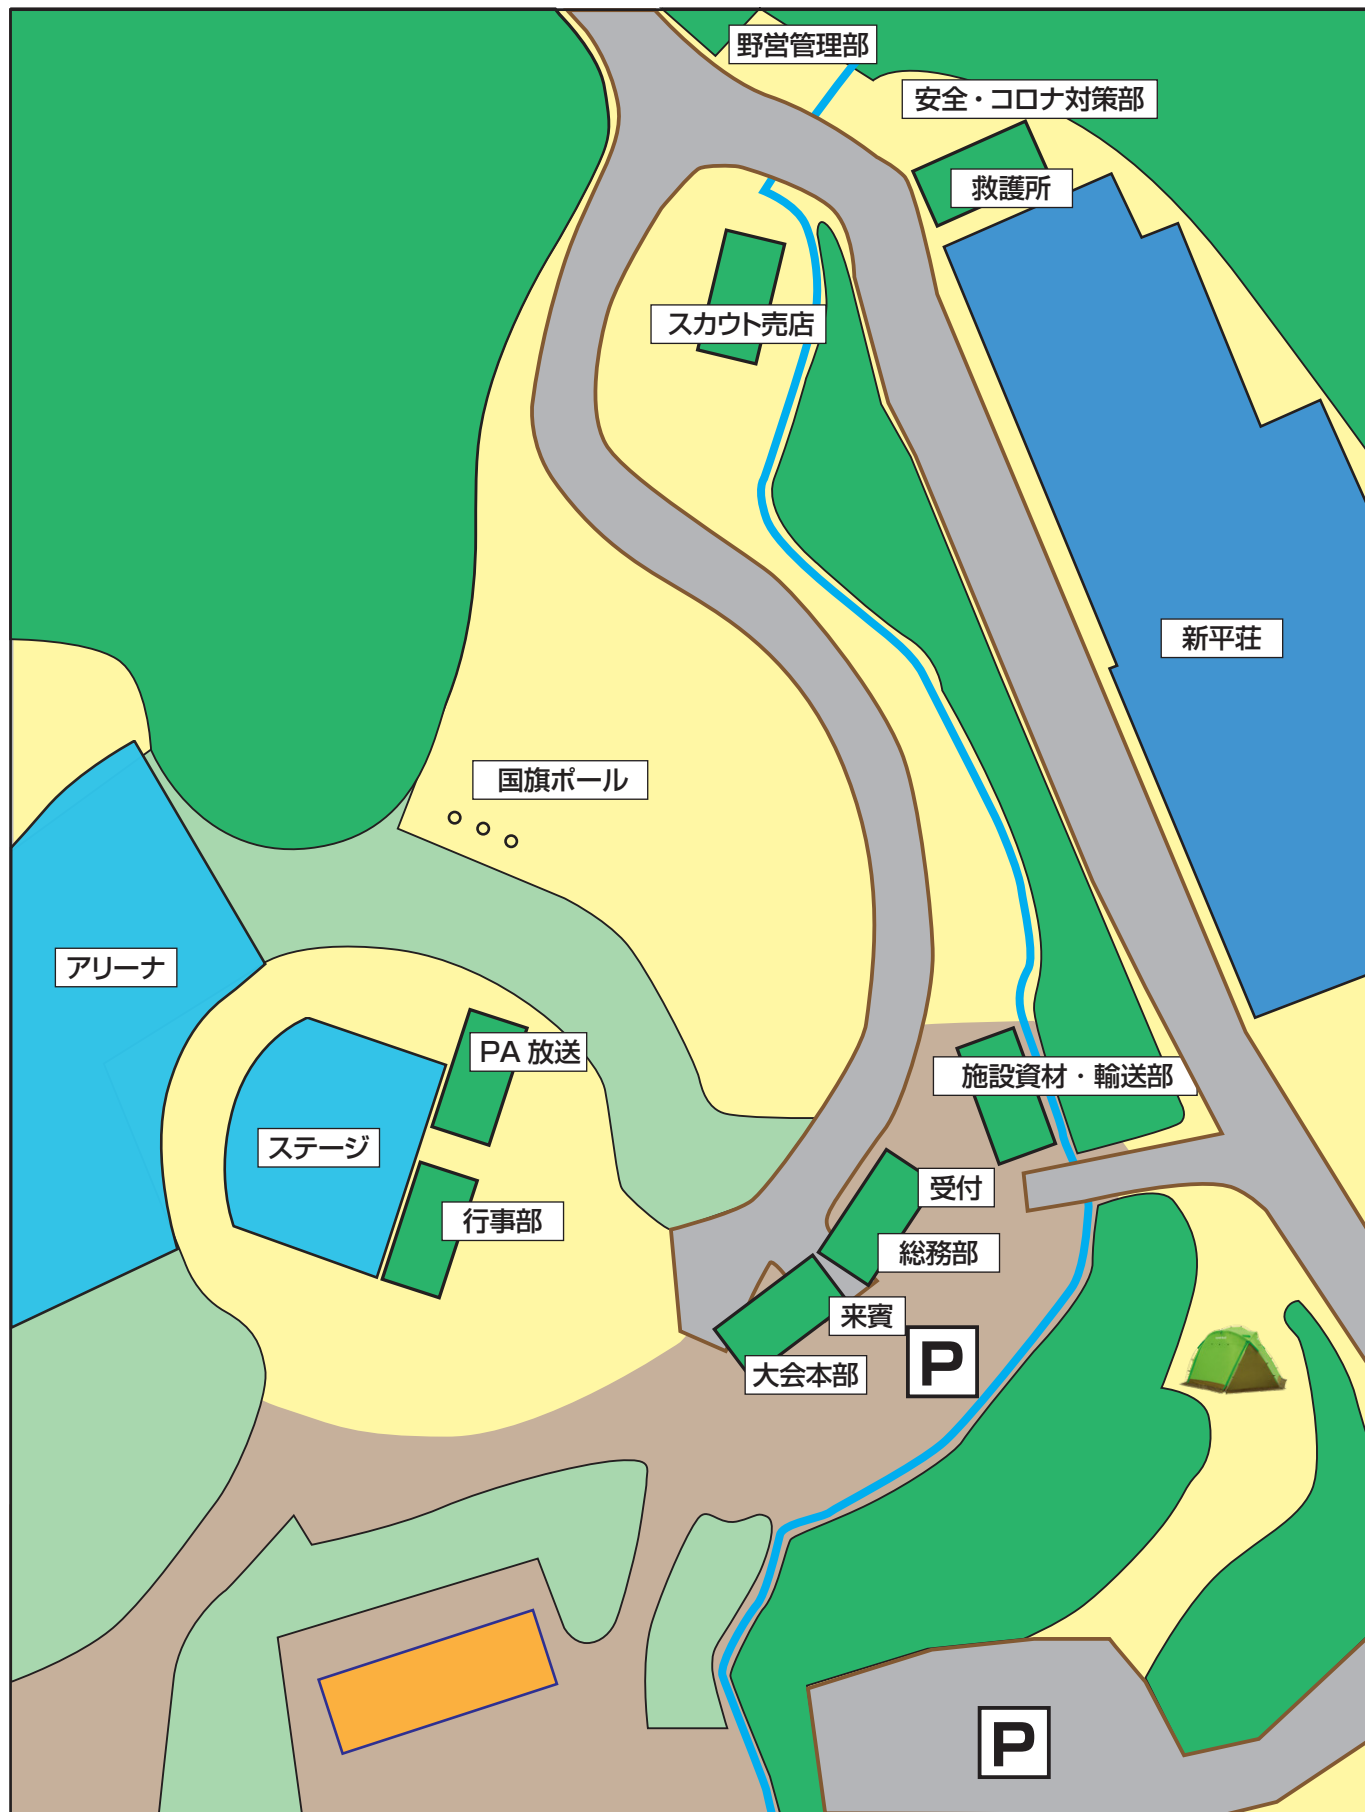 野営管理部
安全・コロナ対策部
救護所
スカウト売店
新平荘
国旗ポール
アリーナ
PA 放送
施設資材・輸送部
ステージ
受付
行事部
総務部
来賓
P
大会本部
P